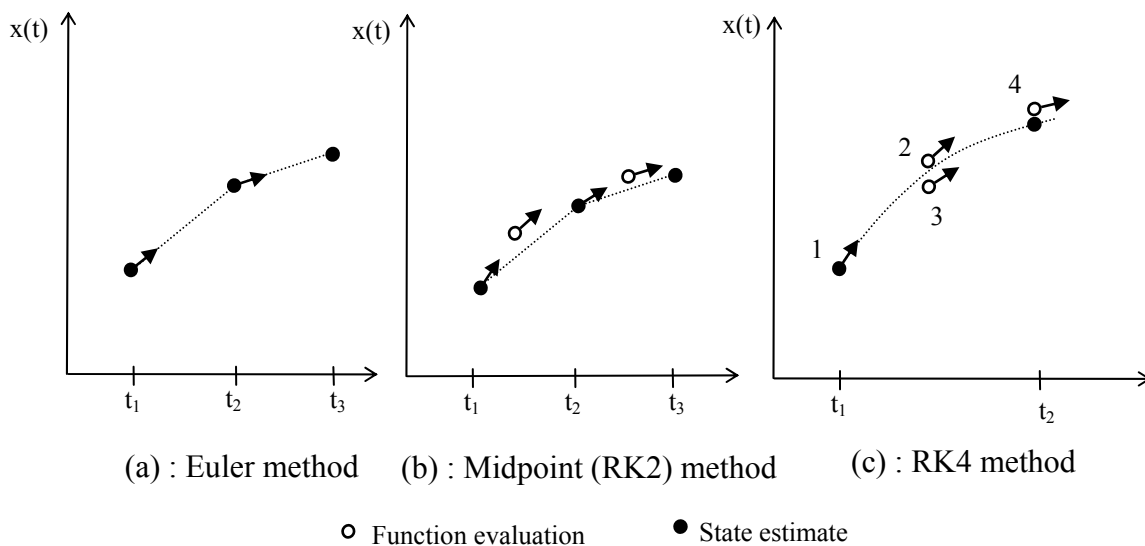 x(t)
t1
t2
t3
(a) : Euler method
x(t)
t1
t2
t3
(b) : Midpoint (RK2) method
x(t)
1
2
3
4
t1
t2
(c) : RK4 method
Function evaluation
State estimate